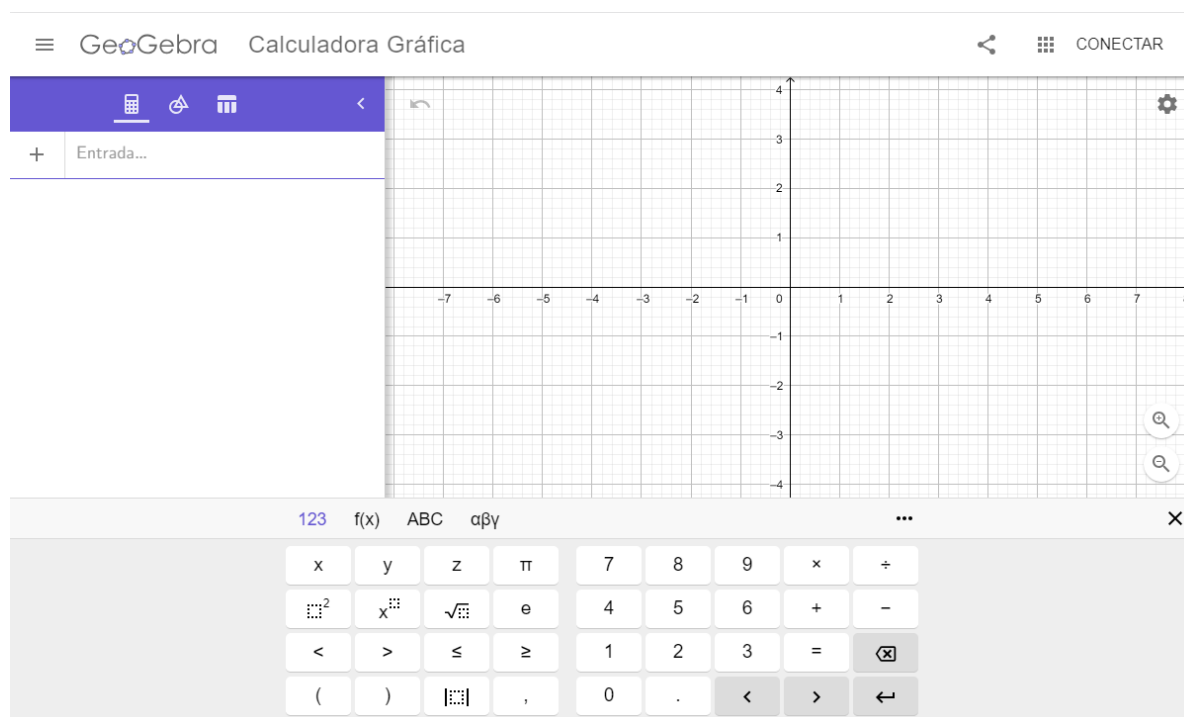 GeoGebra Calculadora Gráfica CONECTAR
+ Entrada...
4
3
2
1
–7 –6 –5 –4 –3 –2 –1 0 1 2 3 4 5 6 7
–1
–2
–3
–4
123 f(x) ABC αβγ ...
x y z π 7 8 9 × ÷
² x √ e 4 5 6 + −
< > ≤ ≥ 1 2 3 =
( ) | | , 0 . < >